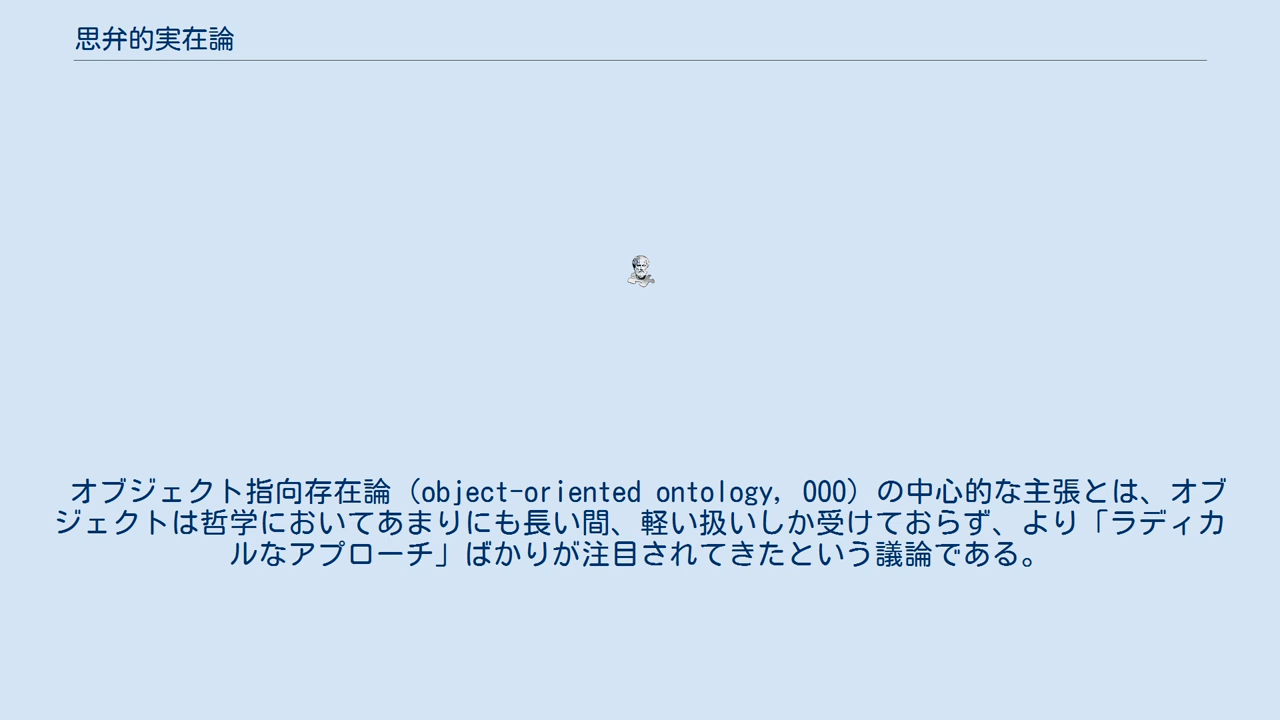 思弁的実在論
オブジェクト指向存在論（object-oriented ontology, OOO）の中心的な主張とは、オブ
ジェクトは哲学においてあまりにも長い間、軽い扱いしか受けておらず、より「ラディカ
ルなアプローチ」ばかりが注目されてきたという議論である。